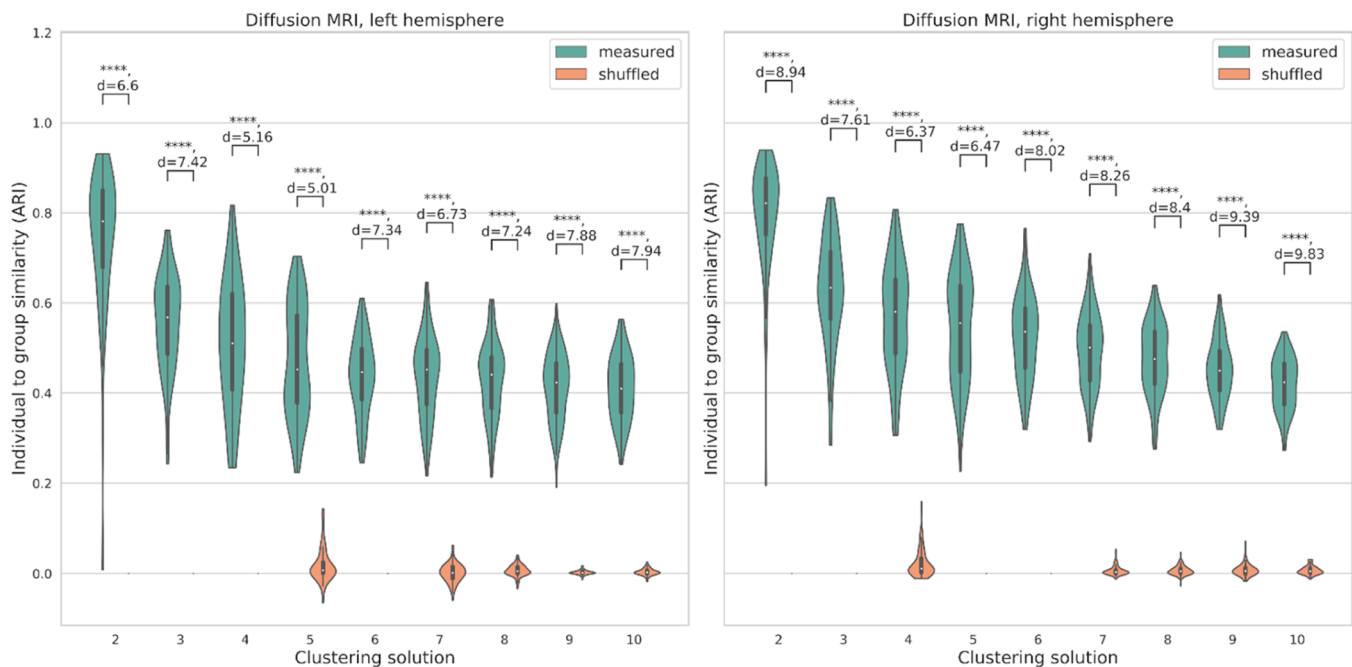 Diffusion MRI, left hemisphere
Individual to group similarity (ARI)
1.2
1.0
0.8
0.6
0.4
0.2
0.0
measured
shuffled
****,
d=6.6
****,
d=7.42
****,
d=5.16
****,
d=5.01
****,
d=7.34
****,
d=6.73
****,
d=7.24
****,
d=7.88
****,
d=7.94
2 3 4 5 6 7 8 9 10
Clustering solution
Diffusion MRI, right hemisphere
Individual to group similarity (ARI)
measured
shuffled
****,
d=8.94
****,
d=7.61
****,
d=6.37
****,
d=6.47
****,
d=8.02
****,
d=8.26
****,
d=8.4
****,
d=9.39
****,
d=9.83
2 3 4 5 6 7 8 9 10
Clustering solution